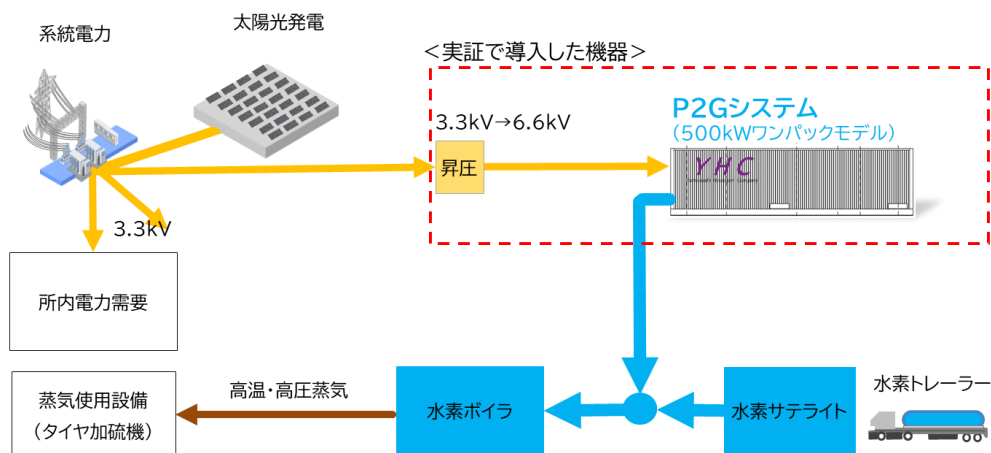 系統電力
太陽光発電
＜実証で導入した機器＞
P2Gシステム
（500kWワンパックモデル）
3.3kV→6.6kV
昇圧
YHC
3.3kV
所内電力需要
蒸気使用設備
（タイヤ加硫機）
高温・高圧蒸気
水素ボイラ
水素サテライト
水素トレーラー